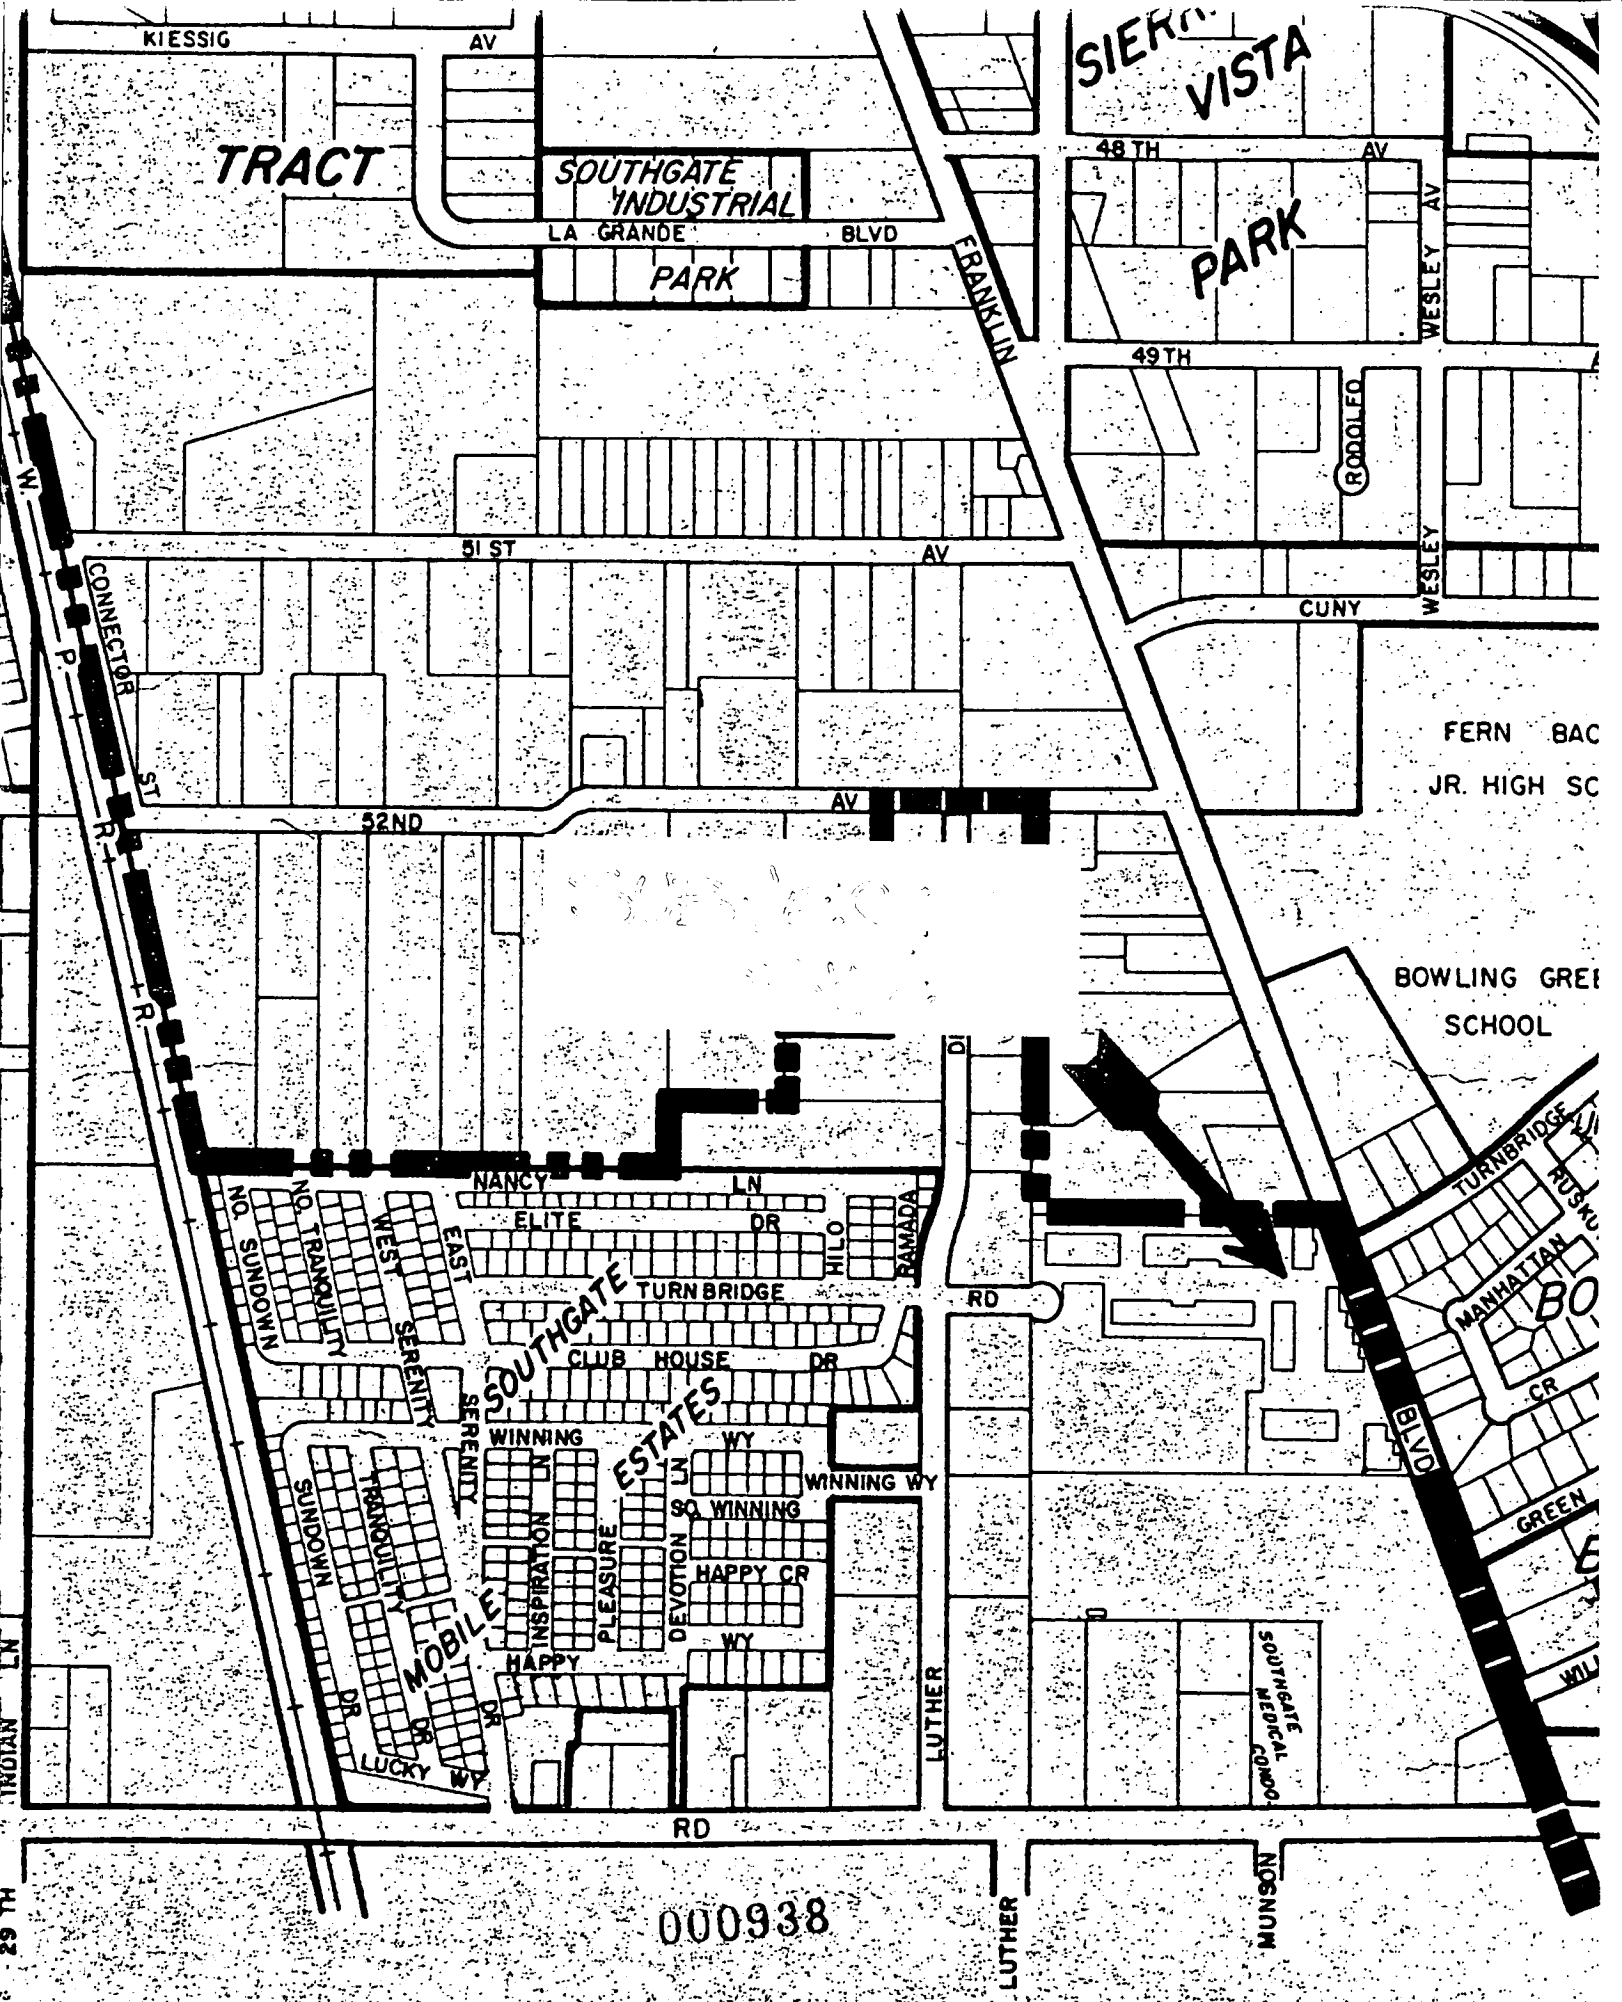 KIESSIG AV
SIERR
VISTA
TRACT
SOUTHGATE
INDUSTRIAL
PARK
48 TH AV
LA GRANDE BLVD
PARK
WESLEY AV
FRANKLIN
49 TH
RODOLFO
W. P. R. R.
51 ST AV
WESLEY
CONNECTOR ST
CUNY
FERN BAC
JR. HIGH SC
52ND AV
BOWLING GREE
SCHOOL
TURNBRIDGE
NANCY LN
ELITE DR
HILO
RAMADA
NO. SUNDOWN
NO. TRANQUILITY
WEST
EAST
SERENITY
TURNBRIDGE RD
MANHATTAN
CR
BO
SOUTHGATE
CLUB HOUSE DR
SERENITY
ESTATES
WINNING WY
WINNING WY
BLVD
SUNDOWN DR
TRANQUILITY DR
DR
INSPIRATION LN
PLEASURE
DEVOTION LN
SO. WINNING
HAPPY CR
WY
GREEN
MOBILE
HAPPY
WIL
SOUTHGATE
MEDICAL
CONDO.
LUTHER
INDIAN LN
LUCKY WY
RD
29 TH
000938
LUTHER
MUNSON